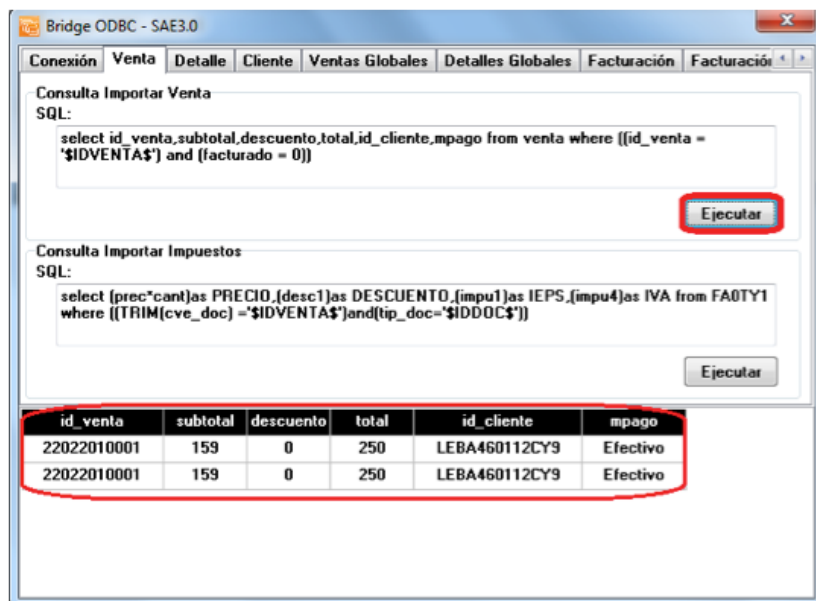 Bridge ODBC - SAE3.0
Conexión Venta Detalle Cliente Ventas Globales Detalles Globales Facturación Facturación
Consulta Importar Venta
SQL:
select id_venta,subtotal,descuento,total,id_cliente,mpago from venta where ((id_venta =
'$IDVENTA$') and (facturado = 0))
Ejecutar
Consulta Importar Impuestos
SQL:
select (prec*cant)as PRECIO,(desc1)as DESCUENTO,(impu1)as IEPS,(impu4)as IVA from FA0TY1
where ((TRIM(cve_doc) ='$IDVENTA$')and(tip_doc='$IDDOC$'))
Ejecutar
id_venta subtotal descuento total id_cliente mpago
22022010001 159 0 250 LEBA460112CY9 Efectivo
22022010001 159 0 250 LEBA460112CY9 Efectivo